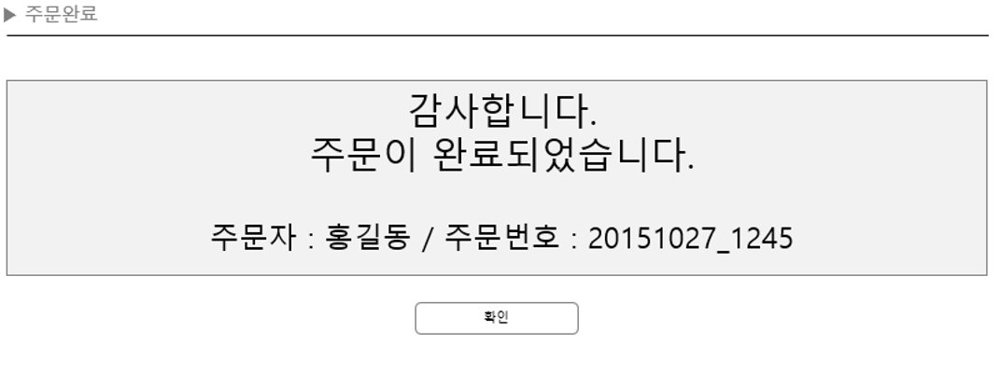 ▶ 주문완료
감사합니다.
주문이 완료되었습니다.
주문자 : 홍길동 / 주문번호 : 20151027_1245
확인